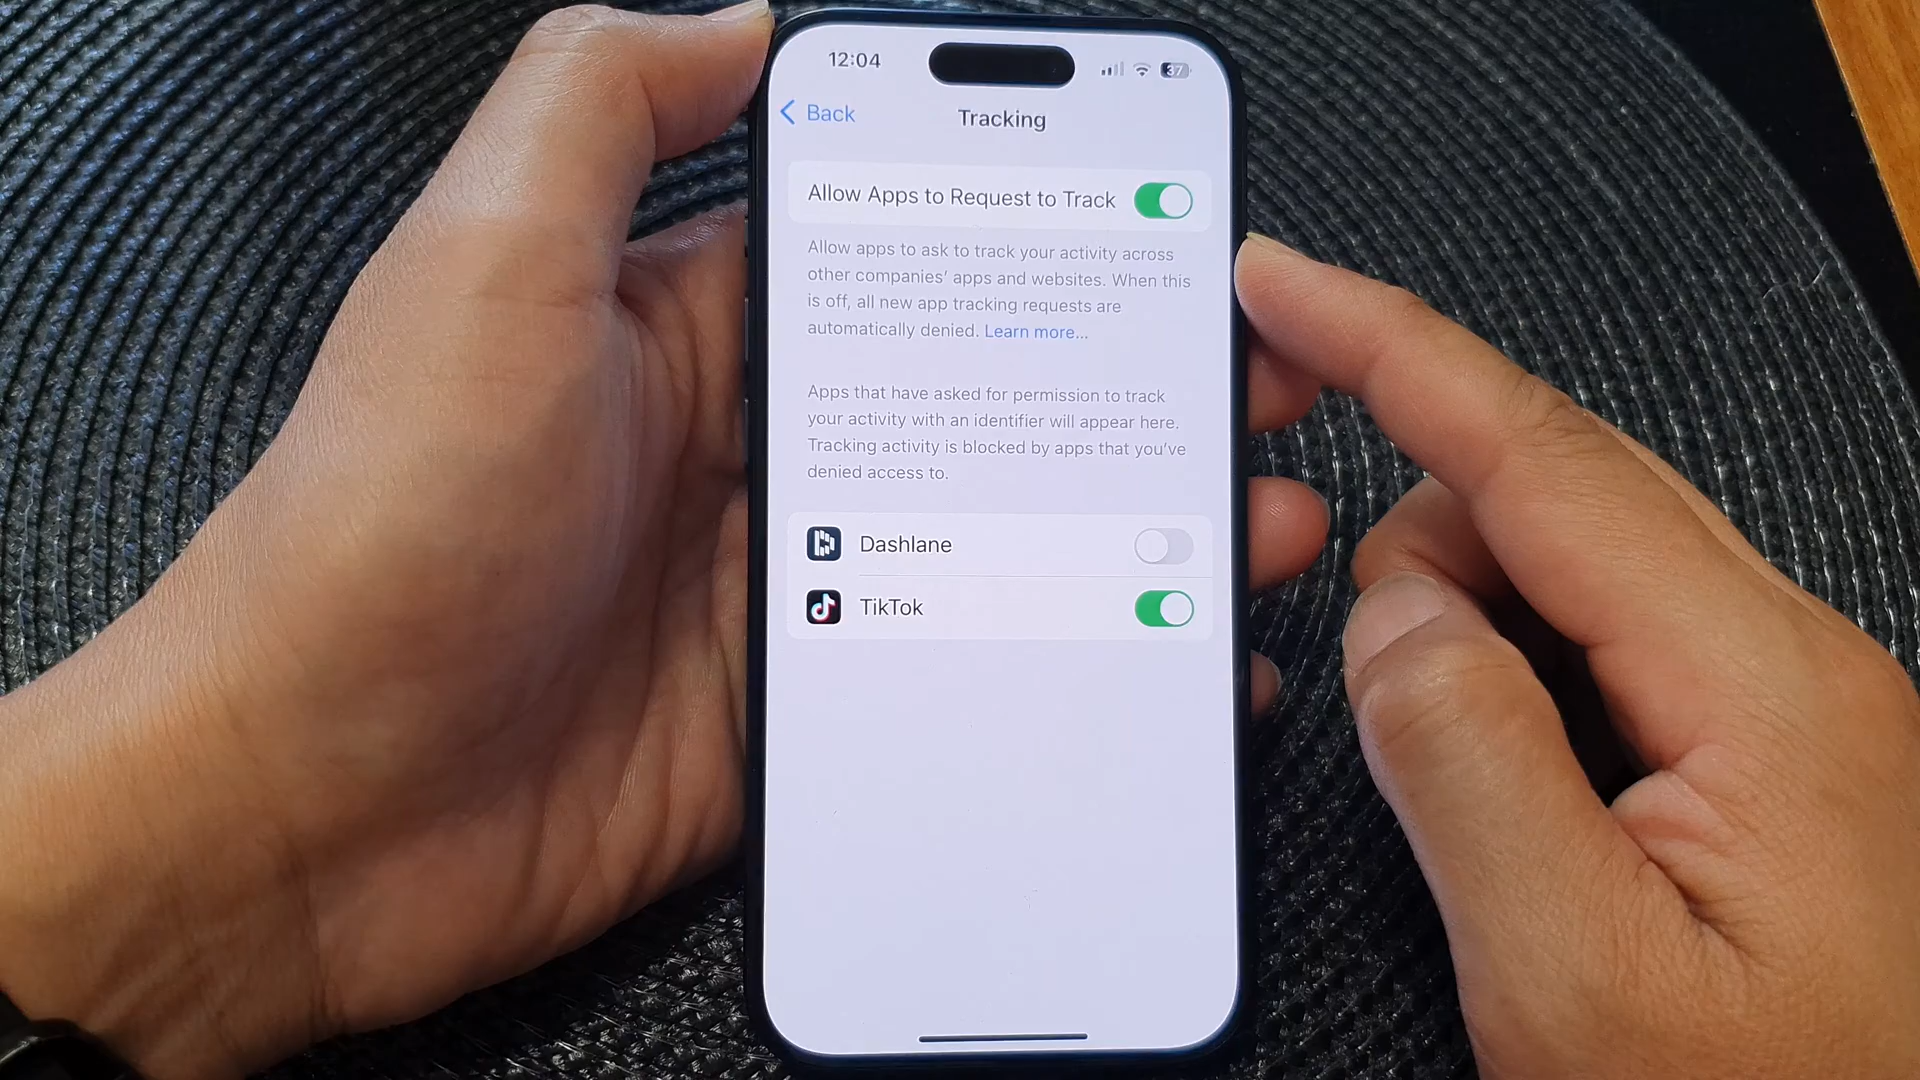 12:04
37
Back
Tracking
Allow Apps to Request to Track
Allow apps to ask to track your activity across
other companies’ apps and websites. When this
is off, all new app tracking requests are
automatically denied. Learn more...
Apps that have asked for permission to track
your activity with an identifier will appear here.
Tracking activity is blocked by apps that you’ve
denied access to.
Dashlane
TikTok